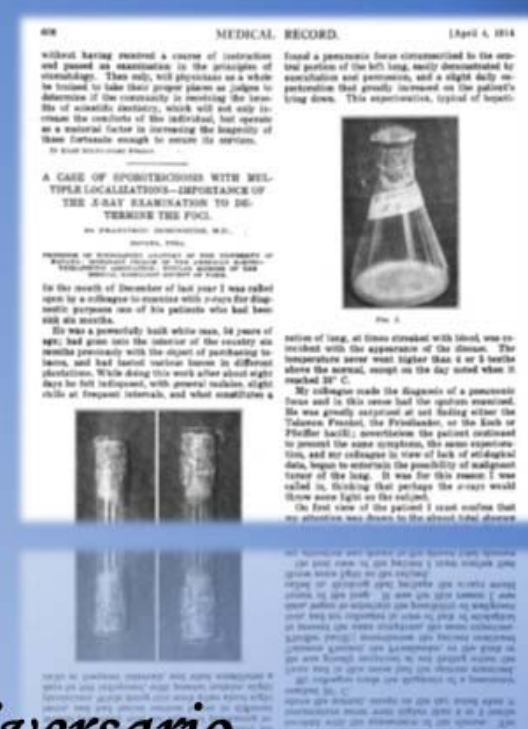 608 MEDICAL RECORD. [April 4, 1914
without having received a course of instruction
and passed an examination in the principles of
stomatology. Then only, will physicians as a whole
be trained to take their proper places as judges to
determine if the community is receiving the bene-
fits of scientific dentistry, which will not only in-
crease the comforts of the individual, but operate
as a material factor in increasing the longevity of
those fortunate enough to secure its services.
A CASE OF SPOROTRICHOSIS WITH MUL-
TIPLE LOCALIZATIONS—IMPORTANCE OF
THE X-RAY EXAMINATION TO DE-
TERMINE THE FOCI.
By FRANCISCO M.D.,
HAVANA, CUBA.
In the month of December of last year I was called
upon by a colleague to examine with x-rays for diag-
nostic purposes one of his patients who had been
sick six months.
He was a powerfully built white man, 54 years of
age; had gone into the interior of the country six
months previously with the object of purchasing to-
bacco, and had tasted various leaves in different
plantations. While doing this work after about eight
days he felt indisposed, with general malaise, slight
chills at frequent intervals, and what constitutes a
found a pneumonic focus circumscribed to the cen-
tral portion of the left lung, easily demonstrated by
auscultation and percussion, and a slight daily ex-
pectoration that greatly increased on the patient's
lying down. This expectoration, typical of hepati-
zation of lung, at times streaked with blood, was co-
incident with the appearance of the disease. The
temperature never went higher than 4 or 5 tenths
above the normal, except on the day noted when it
reached 38° C.
My colleague made the diagnosis of a pneumonic
focus and in this sense had the sputum examined.
He was greatly surprised at not finding either the
Talamon Frenkel, the Friedlander, or the Koch or
Pfeiffer bacilli; nevertheless the patient continued
to present the same symptoms, the same expectora-
tion, and my colleague in view of lack of etiological
data, began to entertain the possibility of malignant
tumor of the lung. It was for this reason I was
called in, thinking that perhaps the x-rays would
throw some light on the subject.
On first view of the patient I must confess that
my attention was drawn to the almost total absence